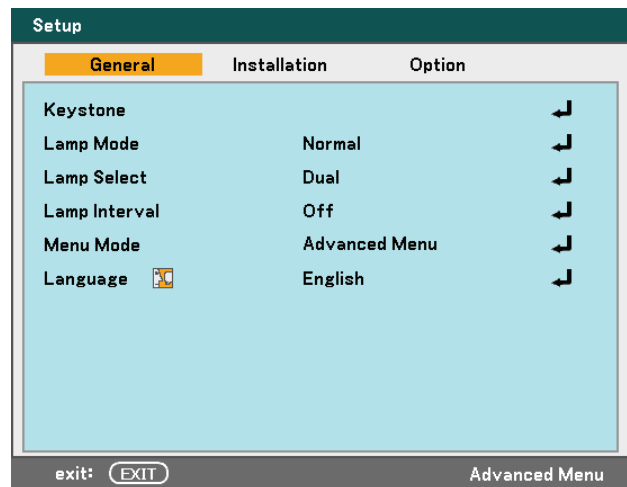 Setup
General Installation Option
Keystone
Lamp Mode Normal
Lamp Select Dual
Lamp Interval Off
Menu Mode Advanced Menu
Language English
exit: EXIT Advanced Menu